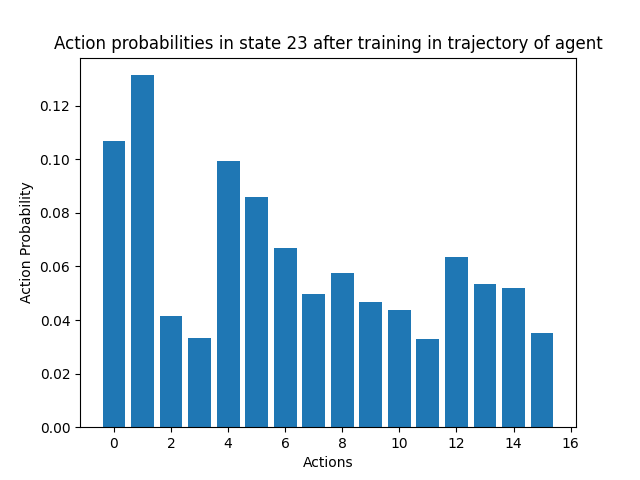 Action probabilities in state 23 after training in trajectory of agent
0.12
0.10
0.08
0.06
0.04
0.02
0.00
Action Probability
0 2 4 6 8 10 12 14 16
Actions